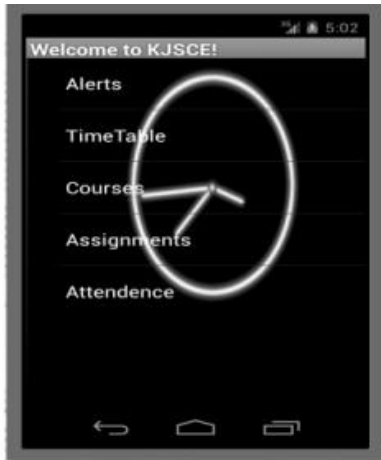 5:02
Welcome to KJSCE!
Alerts
TimeTable
Courses
Assignments
Attendence